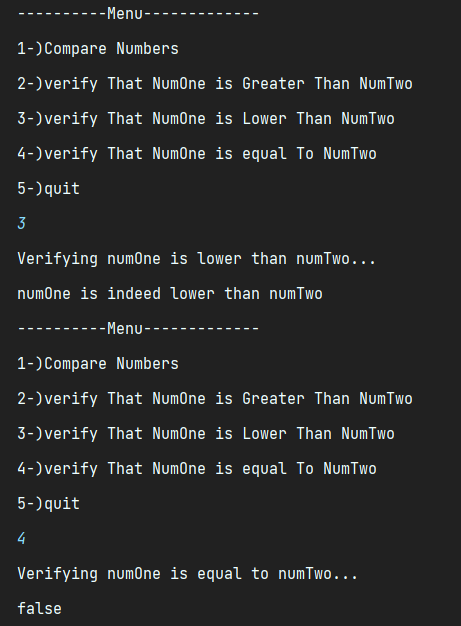 ----------Menu-------------
1-)Compare Numbers
2-)verify That NumOne is Greater Than NumTwo
3-)verify That NumOne is Lower Than NumTwo
4-)verify That NumOne is equal To NumTwo
5-)quit
3
Verifying numOne is lower than numTwo...
numOne is indeed lower than numTwo
----------Menu-------------
1-)Compare Numbers
2-)verify That NumOne is Greater Than NumTwo
3-)verify That NumOne is Lower Than NumTwo
4-)verify That NumOne is equal To NumTwo
5-)quit
4
Verifying numOne is equal to numTwo...
false